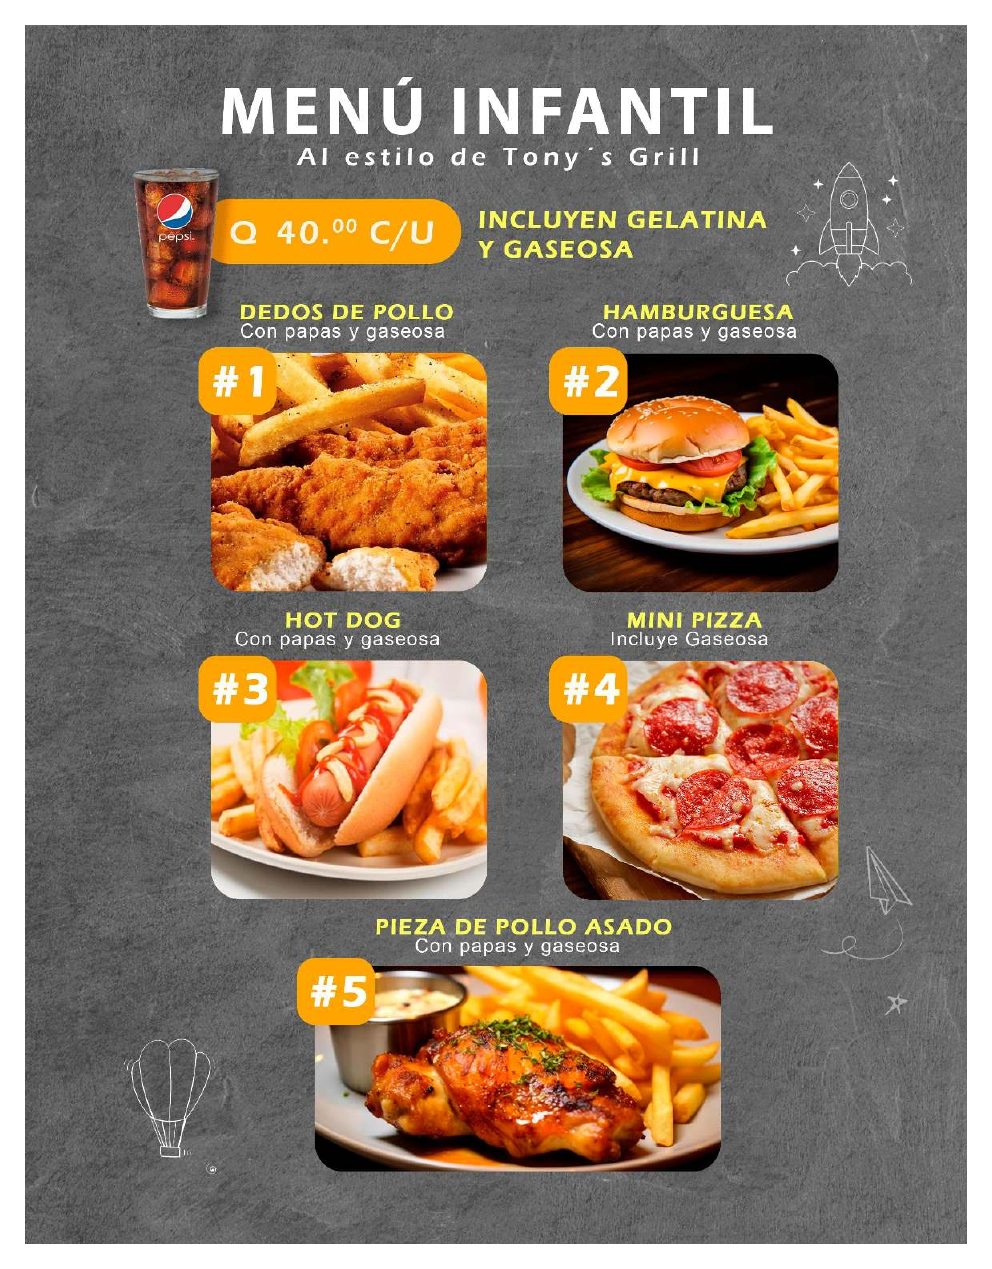 MENÚ INFANTIL
Al estilo de Tony´s Grill
pepsi.
Q 40.00 C/U
INCLUYEN GELATINA
Y GASEOSA
DEDOS DE POLLO
Con papas y gaseosa
#1
HAMBURGUESA
Con papas y gaseosa
#2
HOT DOG
Con papas y gaseosa
#3
MINI PIZZA
Incluye Gaseosa
#4
PIEZA DE POLLO ASADO
Con papas y gaseosa
#5